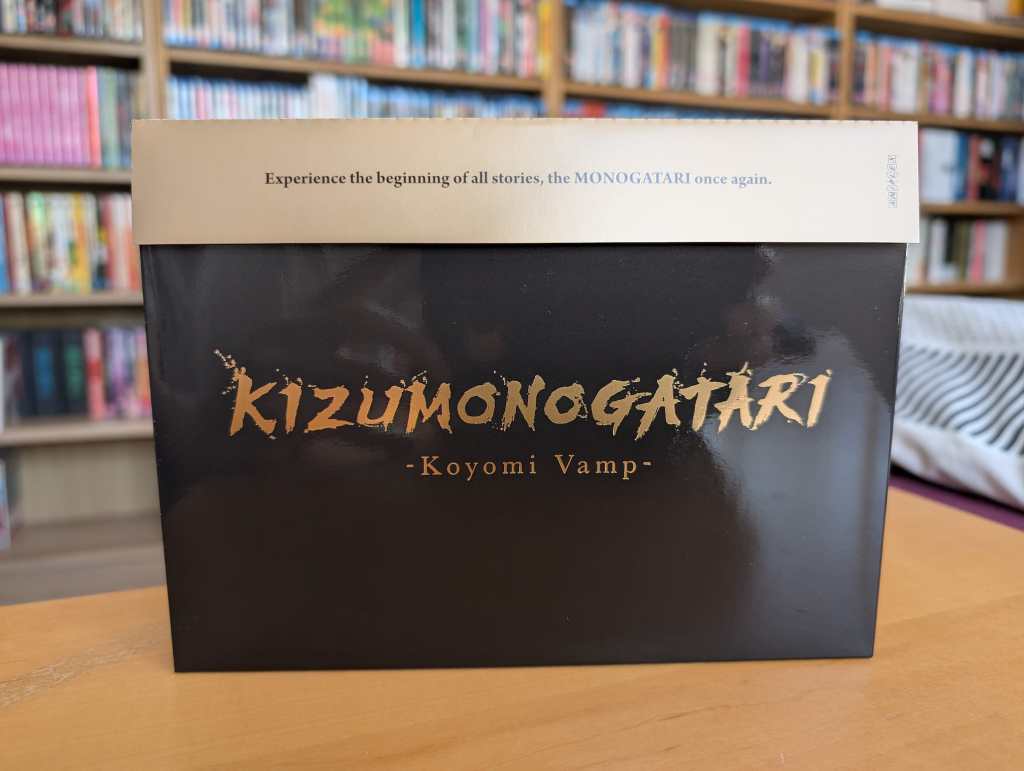 Experience the beginning of all stories, the MONOGATARI once again.
KIZUMONOGATARI
-Koyomi Vamp-